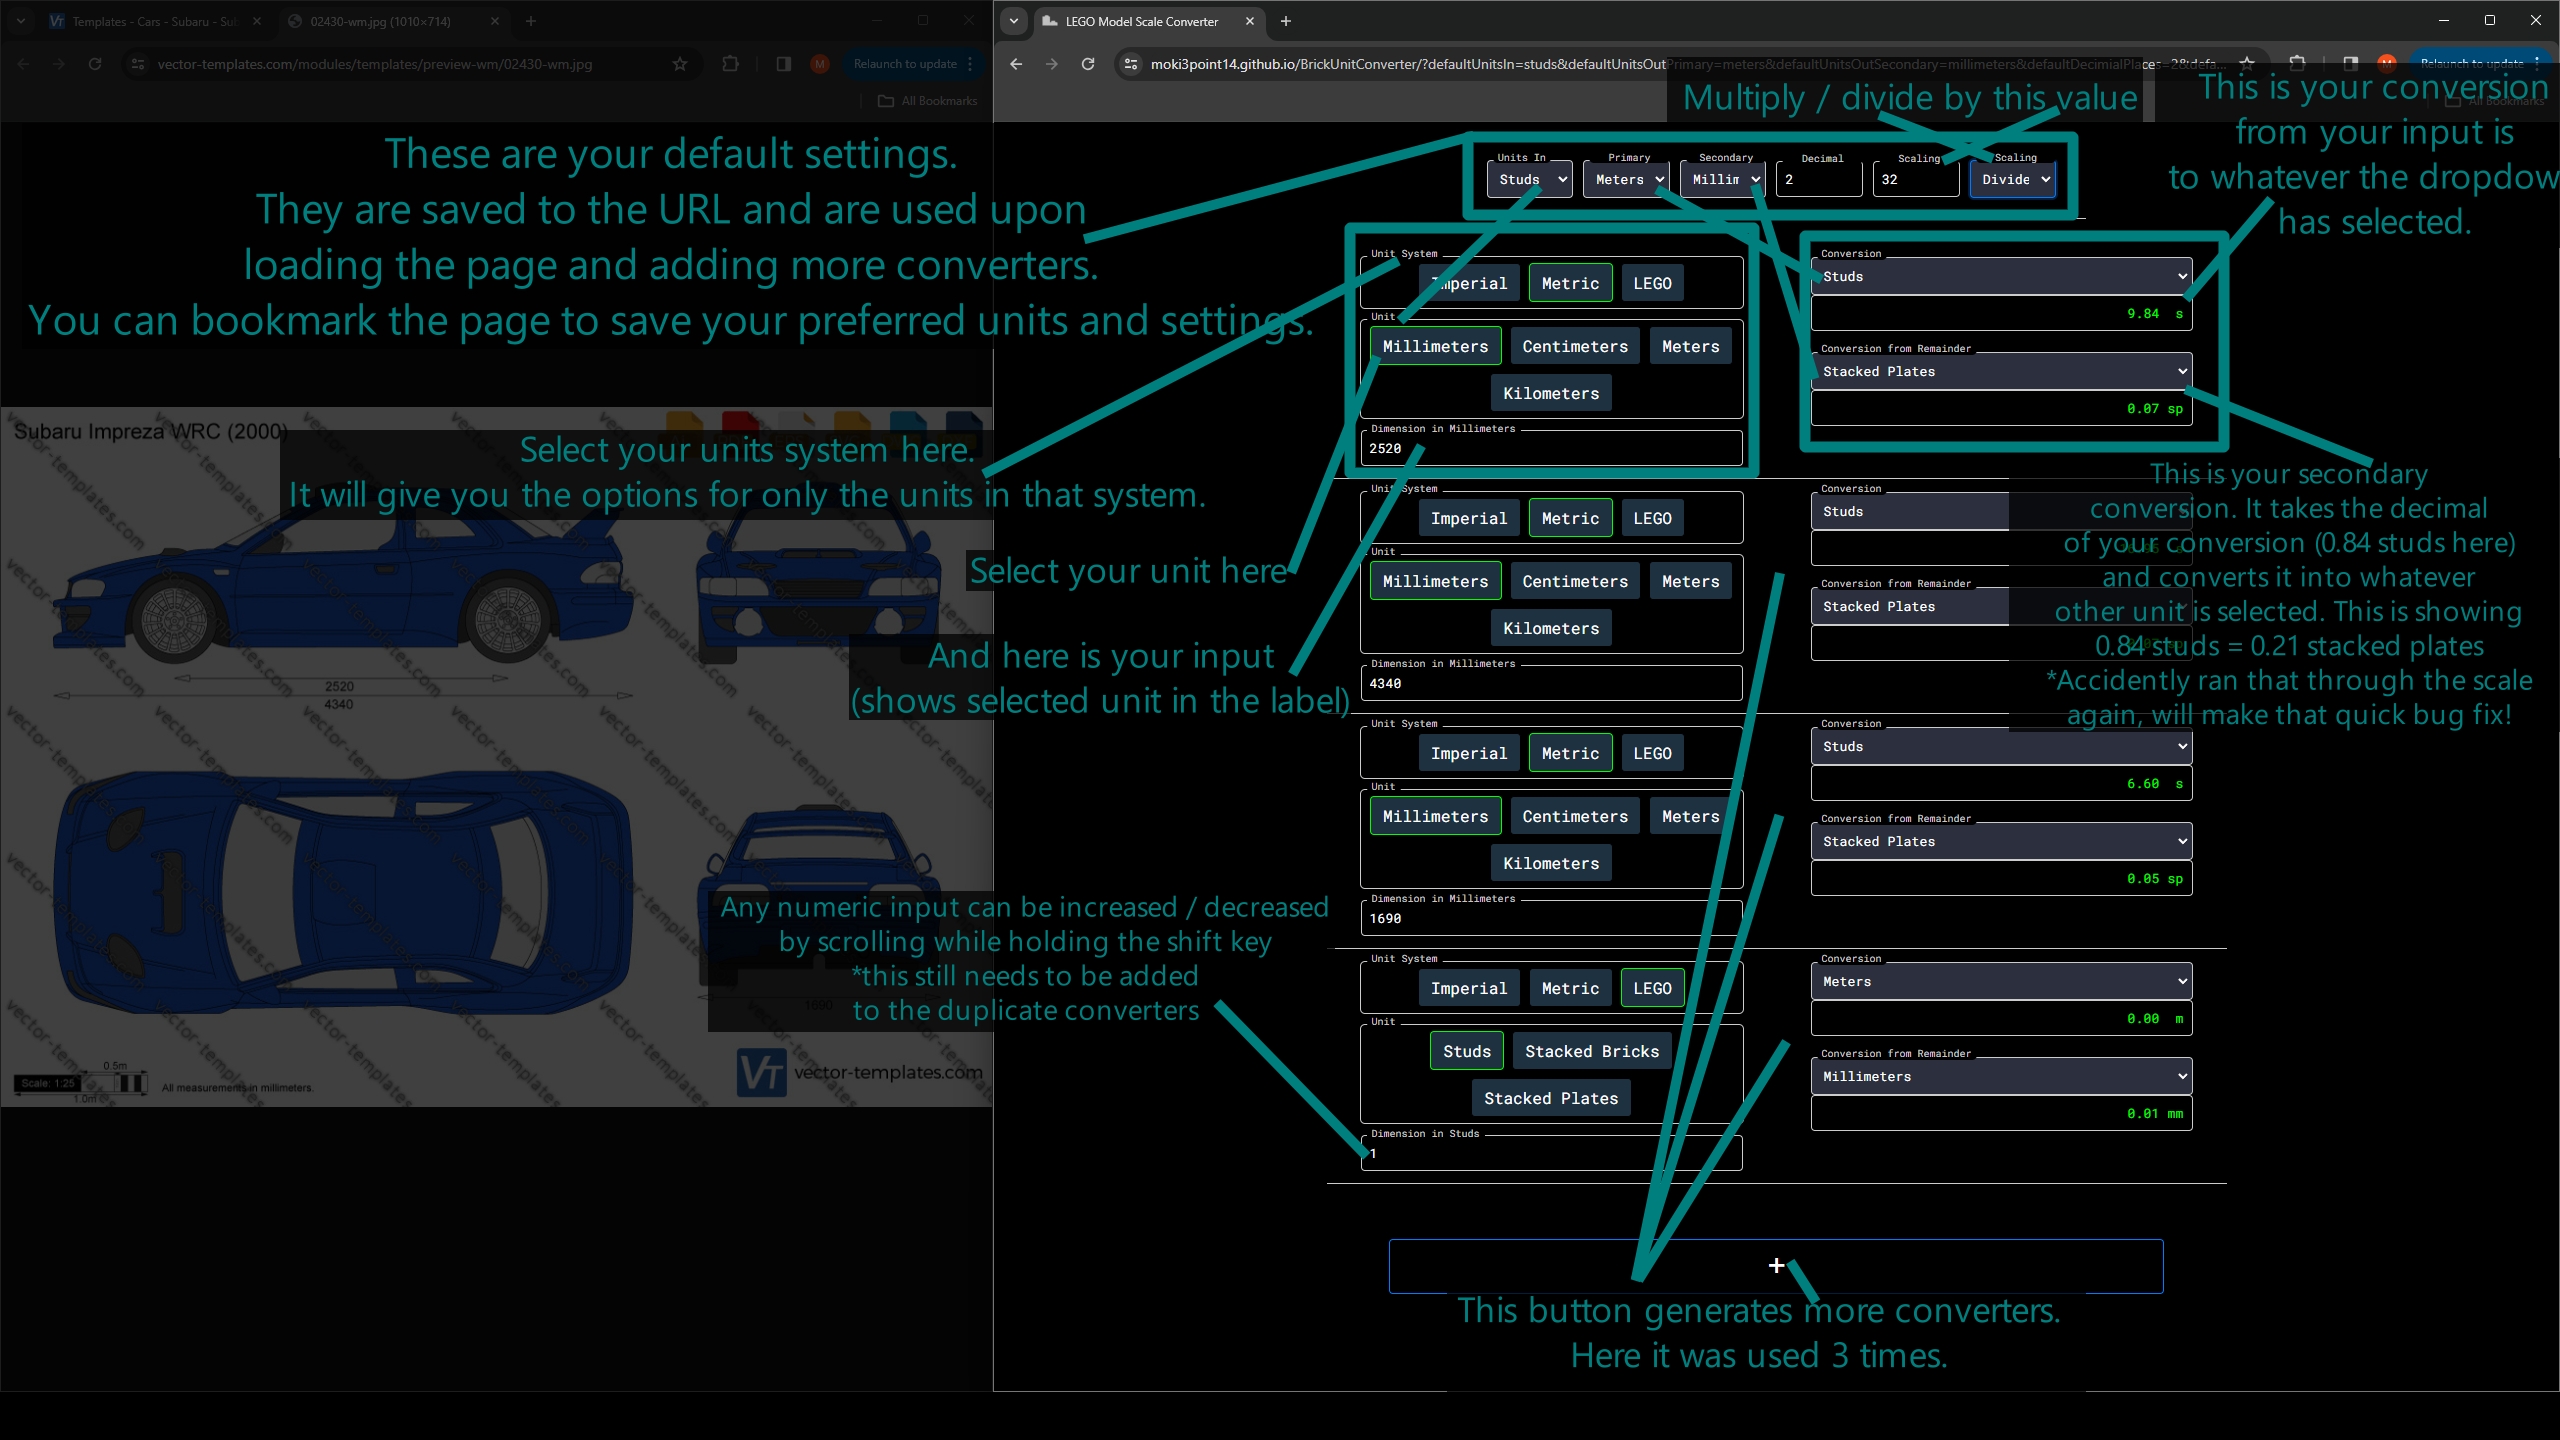 Templates - Cars - Subaru - Sub
02430-wm.jpg (1010×714)
vector-templates.com/modules/templates/preview-wm/02430-wm.jpg
M
Relaunch to update
All Bookmarks
LEGO Model Scale Converter
moki3point14.github.io/BrickUnitConverter/?defaultUnitsIn=studs&defaultUnitsOutPrimary=meters&defaultUnitsOutSecondary=millimeters&defaultDecimialPlaces=2&defa...
M
Relaunch to update
All Bookmarks
Multiply / divide by this value
This is your conversion
from your input is
to whatever the dropdow
has selected.
These are your default settings.
They are saved to the URL and are used upon
loading the page and adding more converters.
You can bookmark the page to save your preferred units and settings.
Units In
Studs
Primary
Meters
Secondary
Millim
Decimal
2
Scaling
32
Scaling
Divide
Unit System
Imperial Metric LEGO
Unit
Millimeters Centimeters Meters
Kilometers
Dimension in Millimeters
2520
Conversion
Studs
9.84 s
Conversion from Remainder
Stacked Plates
0.07 sp
Select your units system here.
It will give you the options for only the units in that system.
Select your unit here
And here is your input
(shows selected unit in the label)
This is your secondary
conversion. It takes the decimal
of your conversion (0.84 studs here)
and converts it into whatever
other unit is selected. This is showing
0.84 studs = 0.21 stacked plates
*Accidently ran that through the scale
again, will make that quick bug fix!
Unit System
Imperial Metric LEGO
Unit
Millimeters Centimeters Meters
Kilometers
Dimension in Millimeters
4340
Conversion
Studs
Conversion from Remainder
Stacked Plates
Unit System
Imperial Metric LEGO
Unit
Millimeters Centimeters Meters
Kilometers
Dimension in Millimeters
1690
Conversion
Studs
6.60 s
Conversion from Remainder
Stacked Plates
0.05 sp
Any numeric input can be increased / decreased
by scrolling while holding the shift key
*this still needs to be added
to the duplicate converters
Unit System
Imperial Metric LEGO
Unit
Studs Stacked Bricks
Stacked Plates
Dimension in Studs
1
Conversion
Meters
0.00 m
Conversion from Remainder
Millimeters
0.01 mm
+
This button generates more converters.
Here it was used 3 times.
Subaru Impreza WRC (2000)
2520
4340
1690
0.5m
Scale: 1:25
1.0m
All measurements in millimeters.
VT vector-templates.com